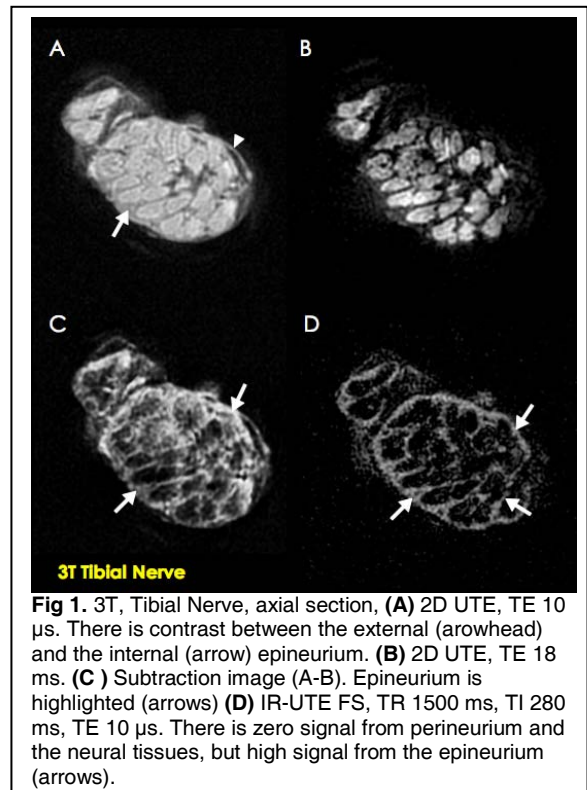 A
B
C
D
3T Tibial Nerve
Fig 1. 3T, Tibial Nerve, axial section, (A) 2D UTE, TE 10
µs. There is contrast between the external (arowhead)
and the internal (arrow) epineurium. (B) 2D UTE, TE 18
ms. (C ) Subtraction image (A-B). Epineurium is
highlighted (arrows) (D) IR-UTE FS, TR 1500 ms, TI 280
ms, TE 10 µs. There is zero signal from perineurium and
the neural tissues, but high signal from the epineurium
(arrows).